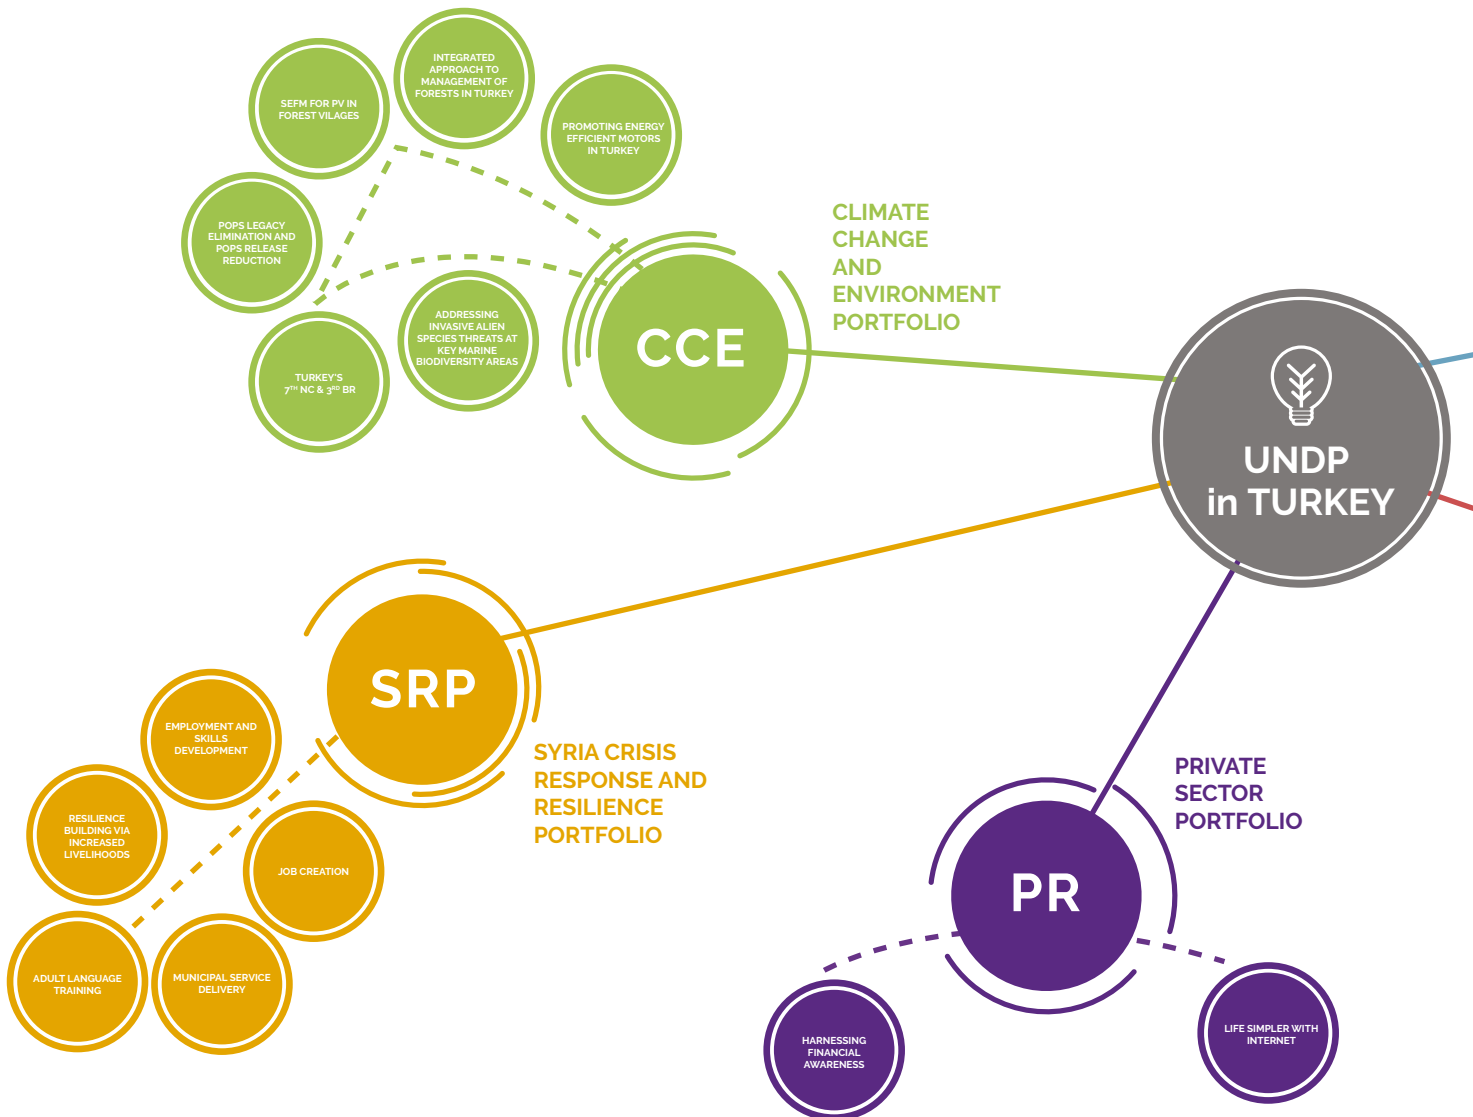 INTEGRATED
APPROACH TO
MANAGEMENT OF
FORESTS IN TURKEY
SEFM FOR PV IN
FOREST VILAGES
PROMOTING ENERGY
EFFICIENT MOTORS
IN TURKEY
POPS LEGACY
ELIMINATION AND
POPS RELEASE
REDUCTION
ADDRESSING
INVASIVE ALIEN
SPECIES THREATS AT
KEY MARINE
BIODIVERSITY AREAS
TURKEY'S
7TH NC & 3RD BR
CCE
CLIMATE
CHANGE
AND
ENVIRONMENT
PORTFOLIO
UNDP
in TURKEY
SRP
SYRIA CRISIS
RESPONSE AND
RESILIENCE
PORTFOLIO
EMPLOYMENT AND
SKILLS
DEVELOPMENT
RESILIENCE
BUILDING VIA
INCREASED
LIVELIHOODS
JOB CREATION
ADULT LANGUAGE
TRAINING
MUNICIPAL SERVICE
DELIVERY
PRIVATE
SECTOR
PORTFOLIO
PR
HARNESSING
FINANCIAL
AWARENESS
LIFE SIMPLER WITH
INTERNET